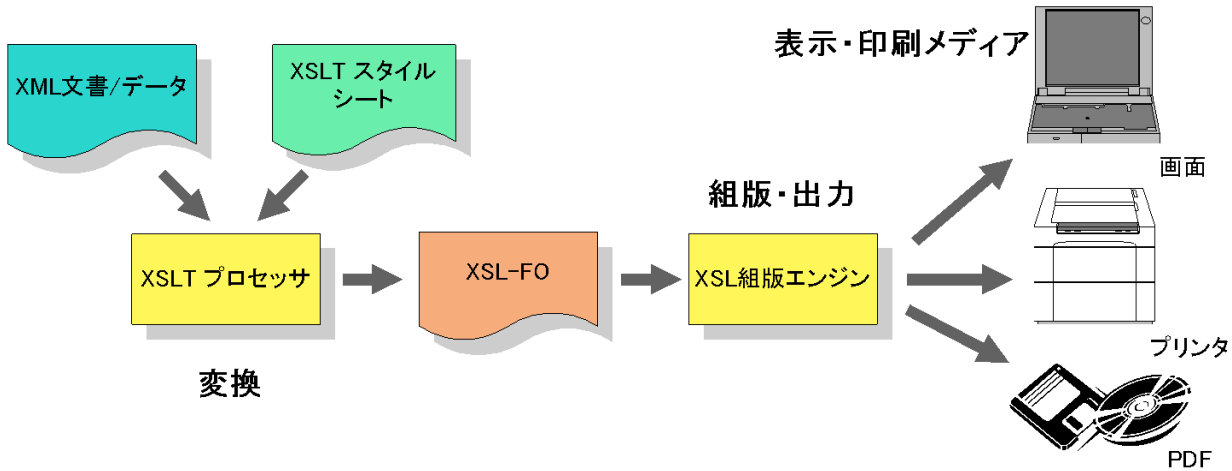 XML文書/データ
XSLT スタイル
シート
表示・印刷メディア
画面
組版・出力
XSLT プロセッサ
XSL-FO
XSL組版エンジン
変換
プリンタ
PDF